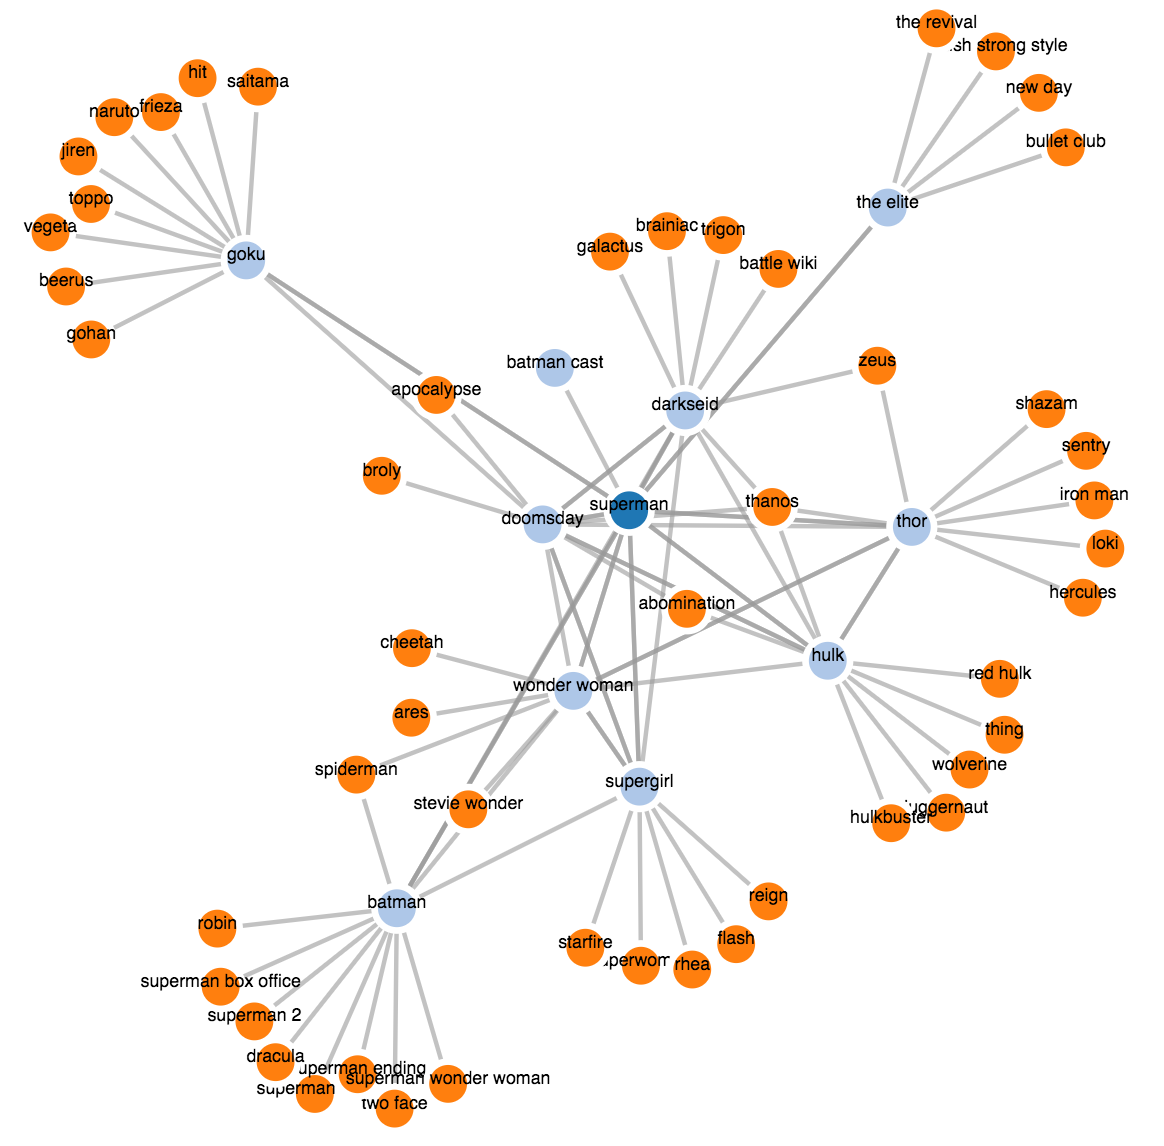 the revival
sh strong style
new day
bullet club
the elite
hit
saitama
naruto
frieza
jiren
toppo
vegeta
goku
beerus
gohan
brainiac
trigon
galactus
battle wiki
batman cast
zeus
apocalypse
darkseid
shazam
broly
sentry
iron man
thanos
superman
doomsday
thor
loki
hercules
abomination
cheetah
hulk
red hulk
wonder woman
ares
thing
spiderman
wolverine
supergirl
stevie wonder
juggernaut
hulkbuster
batman
reign
robin
starfire
flash
perwom
rhea
superman box office
superman 2
dracula
uperman ending
superman wonder woman
superman
two face